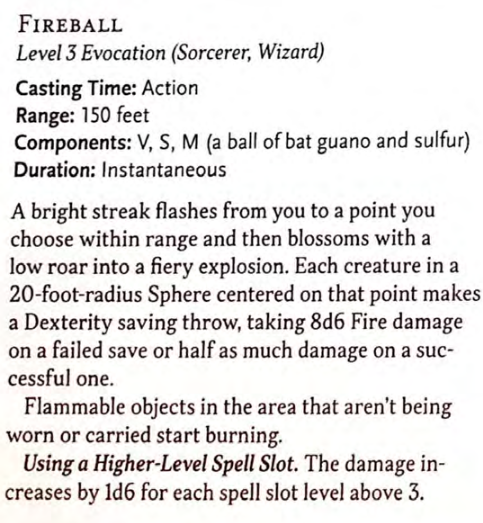 FIREBALL
Level 3 Evocation (Sorcerer, Wizard)
Casting Time: Action
Range: 150 feet
Components: V, S, M (a ball of bat guano and sulfur)
Duration: Instantaneous
A bright streak flashes from you to a point you
choose within range and then blossoms with a
low roar into a fiery explosion. Each creature in a
20-foot-radius Sphere centered on that point makes
a Dexterity saving throw, taking 8d6 Fire damage
on a failed save or half as much damage on a suc-
cessful one.
Flammable objects in the area that aren't being
worn or carried start burning.
Using a Higher-Level Spell Slot. The damage in-
creases by 1d6 for each spell slot level above 3.